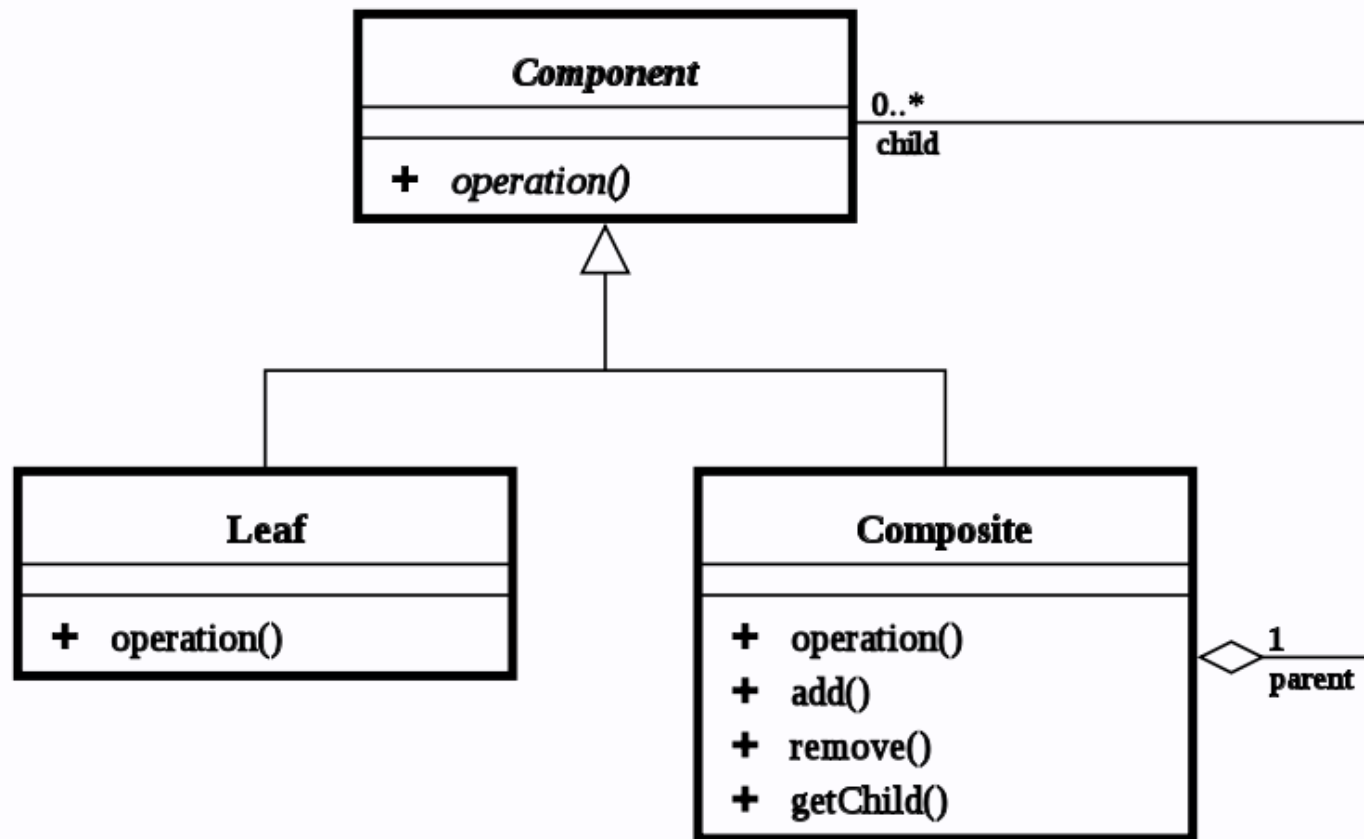 Component
0..*
child
+ operation()
Leaf
+ operation()
Composite
+ operation()
+ add()
+ remove()
+ getChild()
1
parent